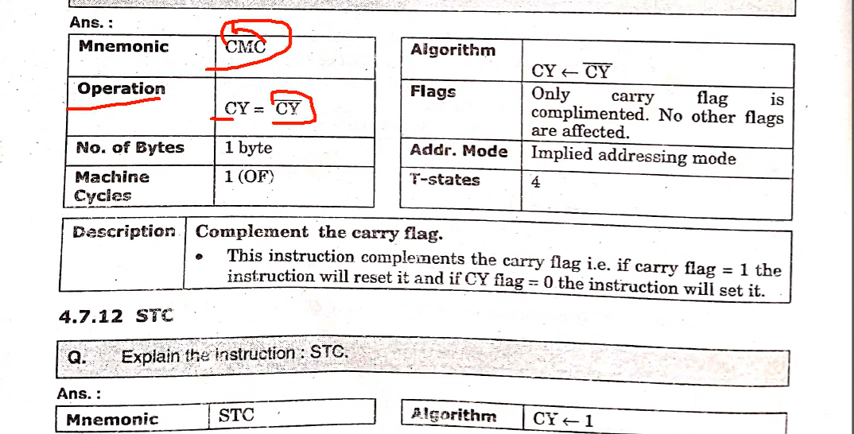 Ans. :
Mnemonic CMC
Operation CY = C̅Y̅
No. of Bytes 1 byte
Machine Cycles 1 (OF)
Algorithm CY ← C̅Y̅
Flags Only carry flag is
complimented. No other flags
are affected.
Addr. Mode Implied addressing mode
T-states 4
Description Complement the carry flag.
• This instruction complements the carry flag i.e. if carry flag = 1 the
instruction will reset it and if CY flag = 0 the instruction will set it.
4.7.12 STC
Q. Explain the instruction : STC.
Ans. :
Mnemonic STC
Algorithm CY ← 1